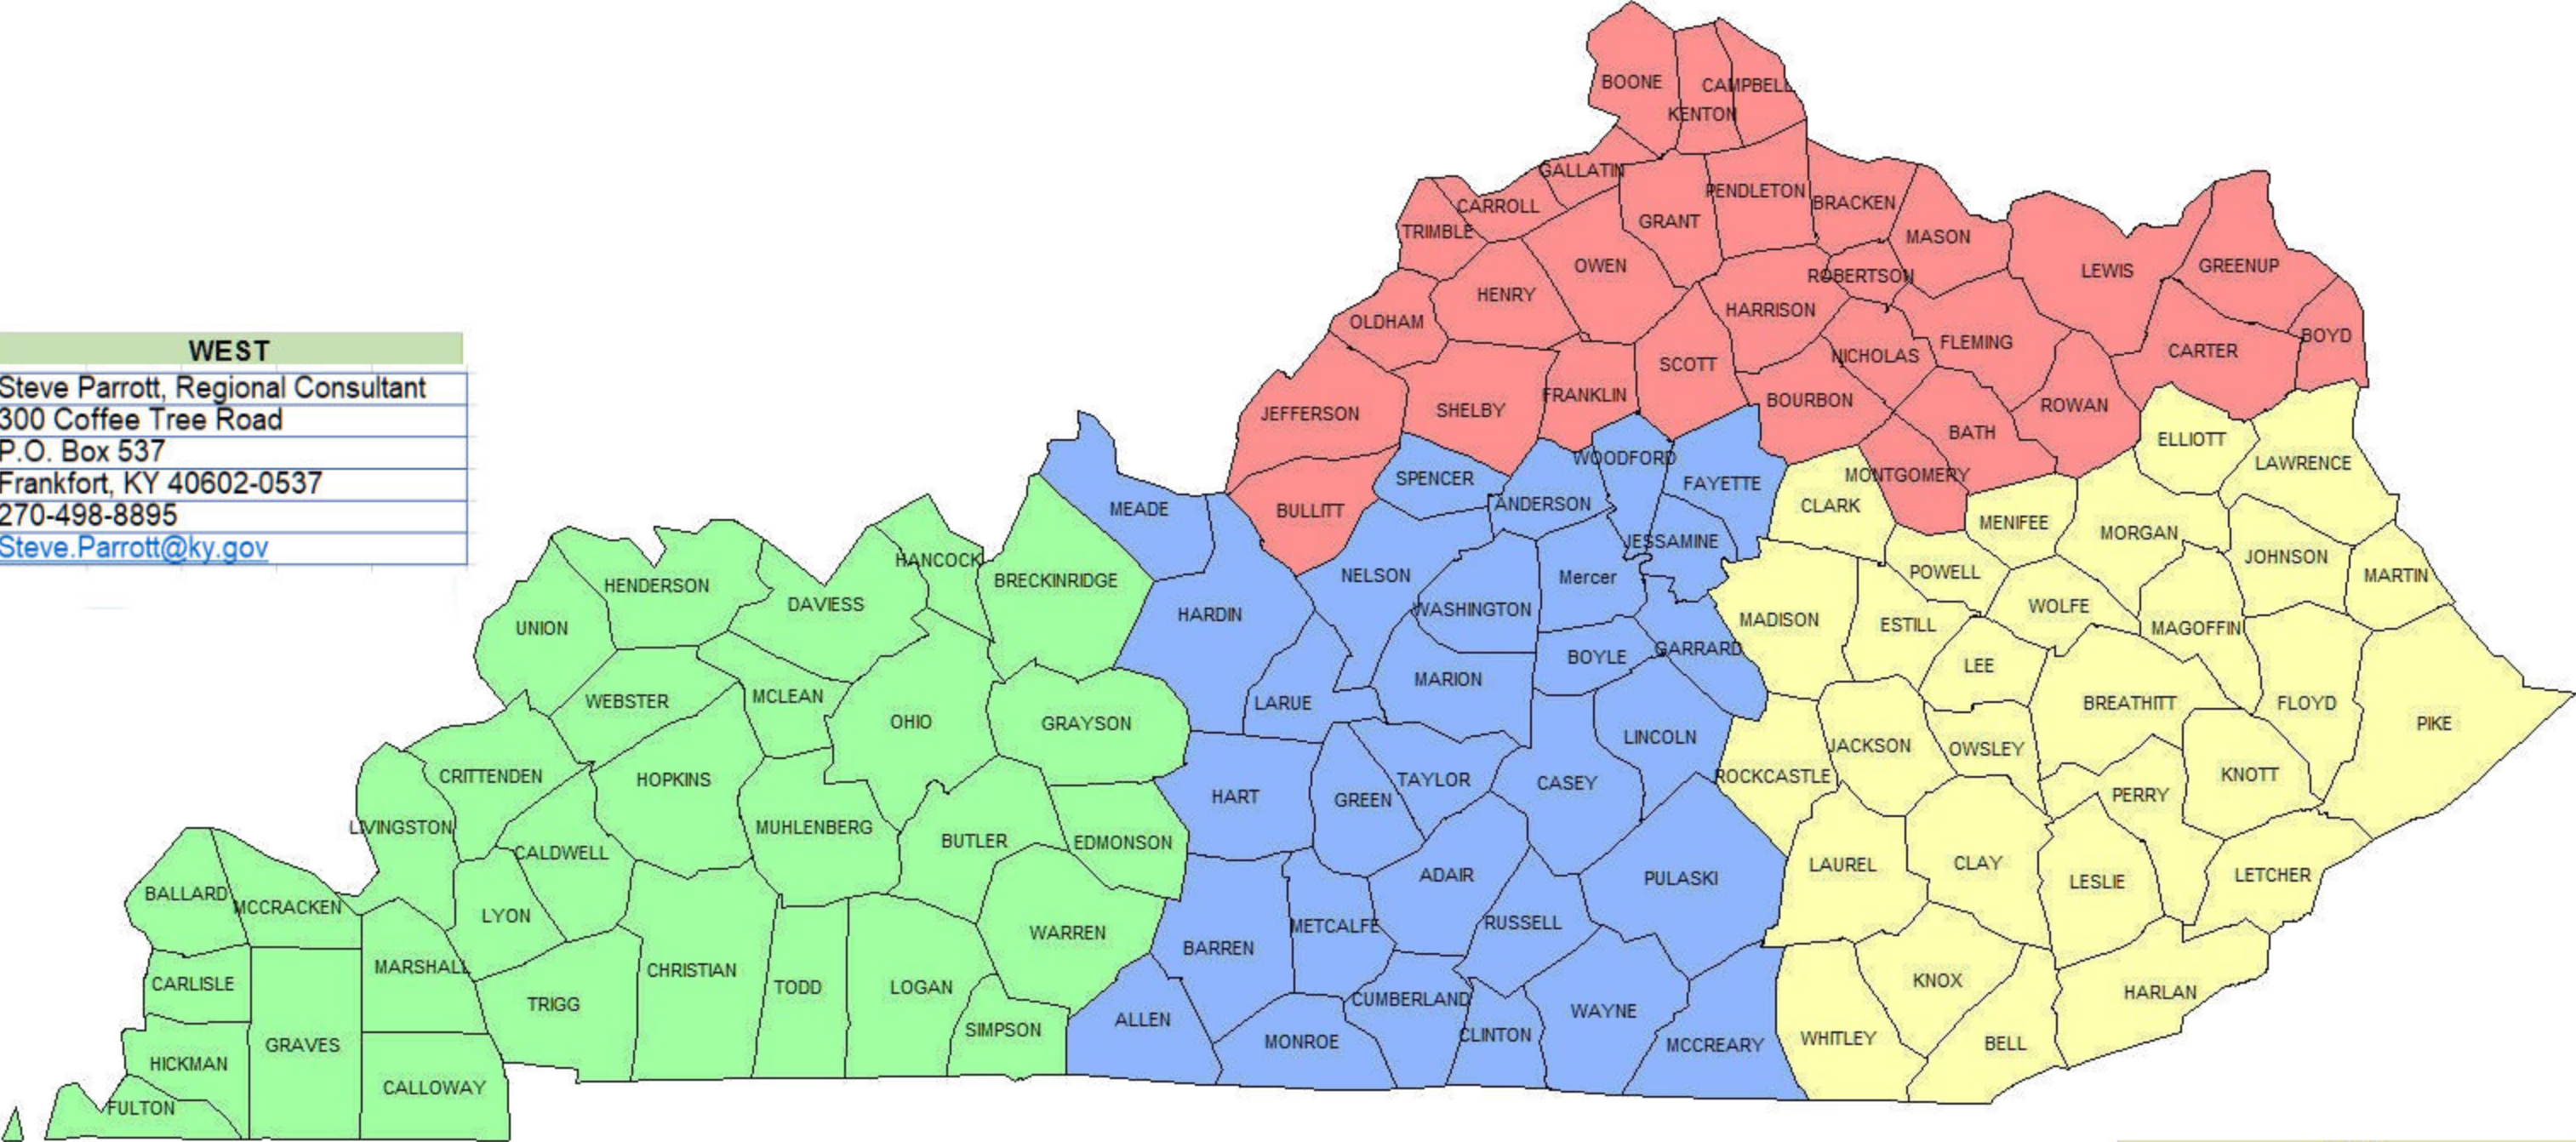 BOONE
CAMPBELL
KENTON
GALLATIN
PENDLETON
CARROLL
BRACKEN
GRANT
TRIMBLE
MASON
OWEN
GREENUP
LEWIS
ROBERTSON
HENRY
HARRISON
OLDHAM
BOYD
FLEMING
CARTER
NICHOLAS
SCOTT
WEST
Steve Parrott, Regional Consultant
300 Coffee Tree Road
P.O. Box 537
Frankfort, KY 40602-0537
270-498-8895
Steve.Parrott@ky.gov
FRANKLIN
BOURBON
ROWAN
SHELBY
JEFFERSON
BATH
ELLIOTT
WOODFORD
LAWRENCE
MONTGOMERY
SPENCER
FAYETTE
ANDERSON
CLARK
MEADE
BULLITT
MENIFEE
MORGAN
JESSAMINE
JOHNSON
HANCOCK
POWELL
NELSON
MARTIN
Mercer
BRECKINRIDGE
HENDERSON
DAVIESS
WOLFE
WASHINGTON
HARDIN
MADISON
ESTILL
UNION
MAGOFFIN
GARRARD
BOYLE
LEE
MARION
MCLEAN
WEBSTER
LARUE
BREATHITT
FLOYD
OHIO
GRAYSON
PIKE
LINCOLN
JACKSON
OWSLEY
KNOTT
CRITTENDEN
ROCKCASTLE
HOPKINS
TAYLOR
CASEY
PERRY
HART
GREEN
LIVINGSTON
MUHLENBERG
BUTLER
EDMONSON
CALDWELL
CLAY
LAUREL
ADAIR
LETCHER
PULASKI
LESLIE
BALLARD
MCCRACKEN
LYON
RUSSELL
METCALFE
WARREN
BARREN
MARSHALL
CHRISTIAN
KNOX
CARLISLE
TODD
LOGAN
HARLAN
CUMBERLAND
TRIGG
WAYNE
ALLEN
SIMPSON
CLINTON
WHITLEY
MONROE
BELL
GRAVES
MCCREARY
HICKMAN
CALLOWAY
FULTON